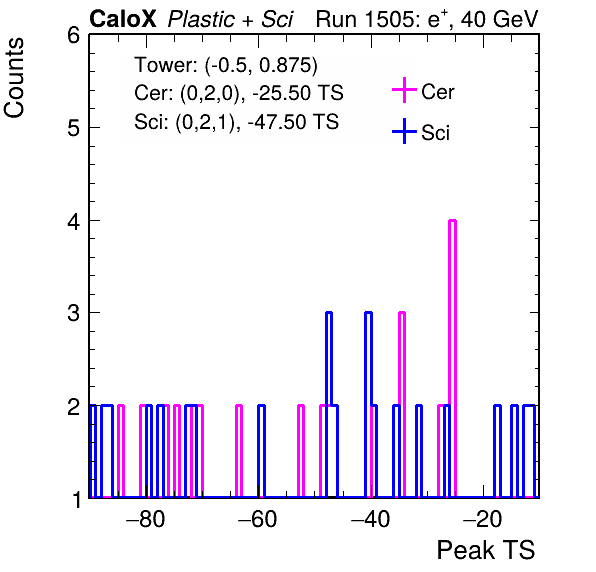 CaloX Plastic + Sci Run 1505: e+, 40 GeV
Tower: (-0.5, 0.875)
Cer: (0,2,0), -25.50 TS
Sci: (0,2,1), -47.50 TS
Cer
Sci
Counts
6
5
4
3
2
1
−80 −60 −40 −20
Peak TS